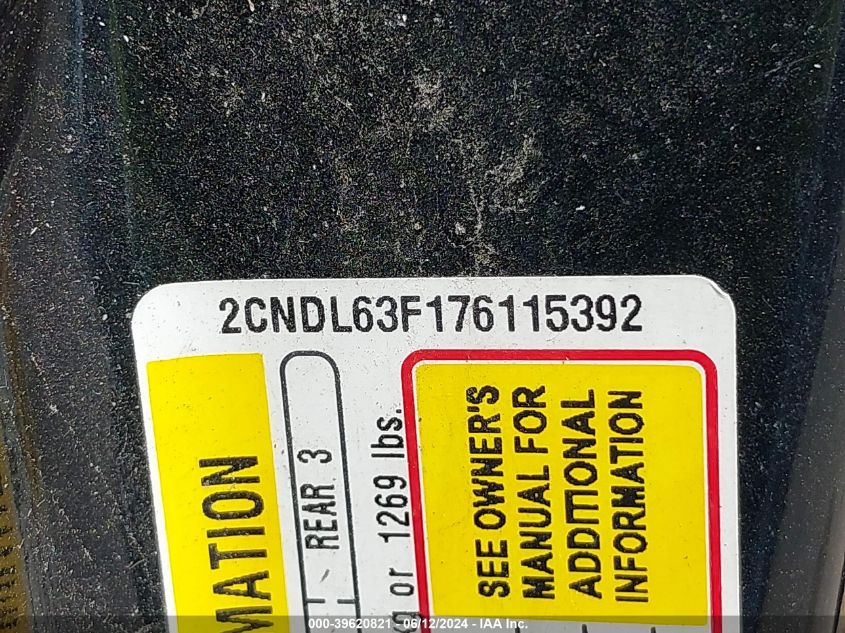 2CNDL63F176115392
MATION
REAR 3
kg or 1269 lbs.
SEE OWNER'S
MANUAL FOR
ADDITIONAL
INFORMATION
000-39620821 - 06/12/2024 - IAA Inc.